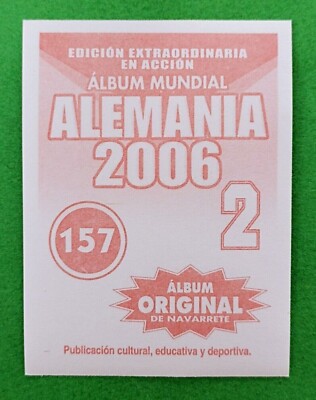 EDICIÓN EXTRAORDINARIA
EN ACCIÓN
ÁLBUM MUNDIAL
ALEMANIA
2006
2
157
ÁLBUM
ORIGINAL
DE NAVARRETE
Publicación cultural, educativa y deportiva.